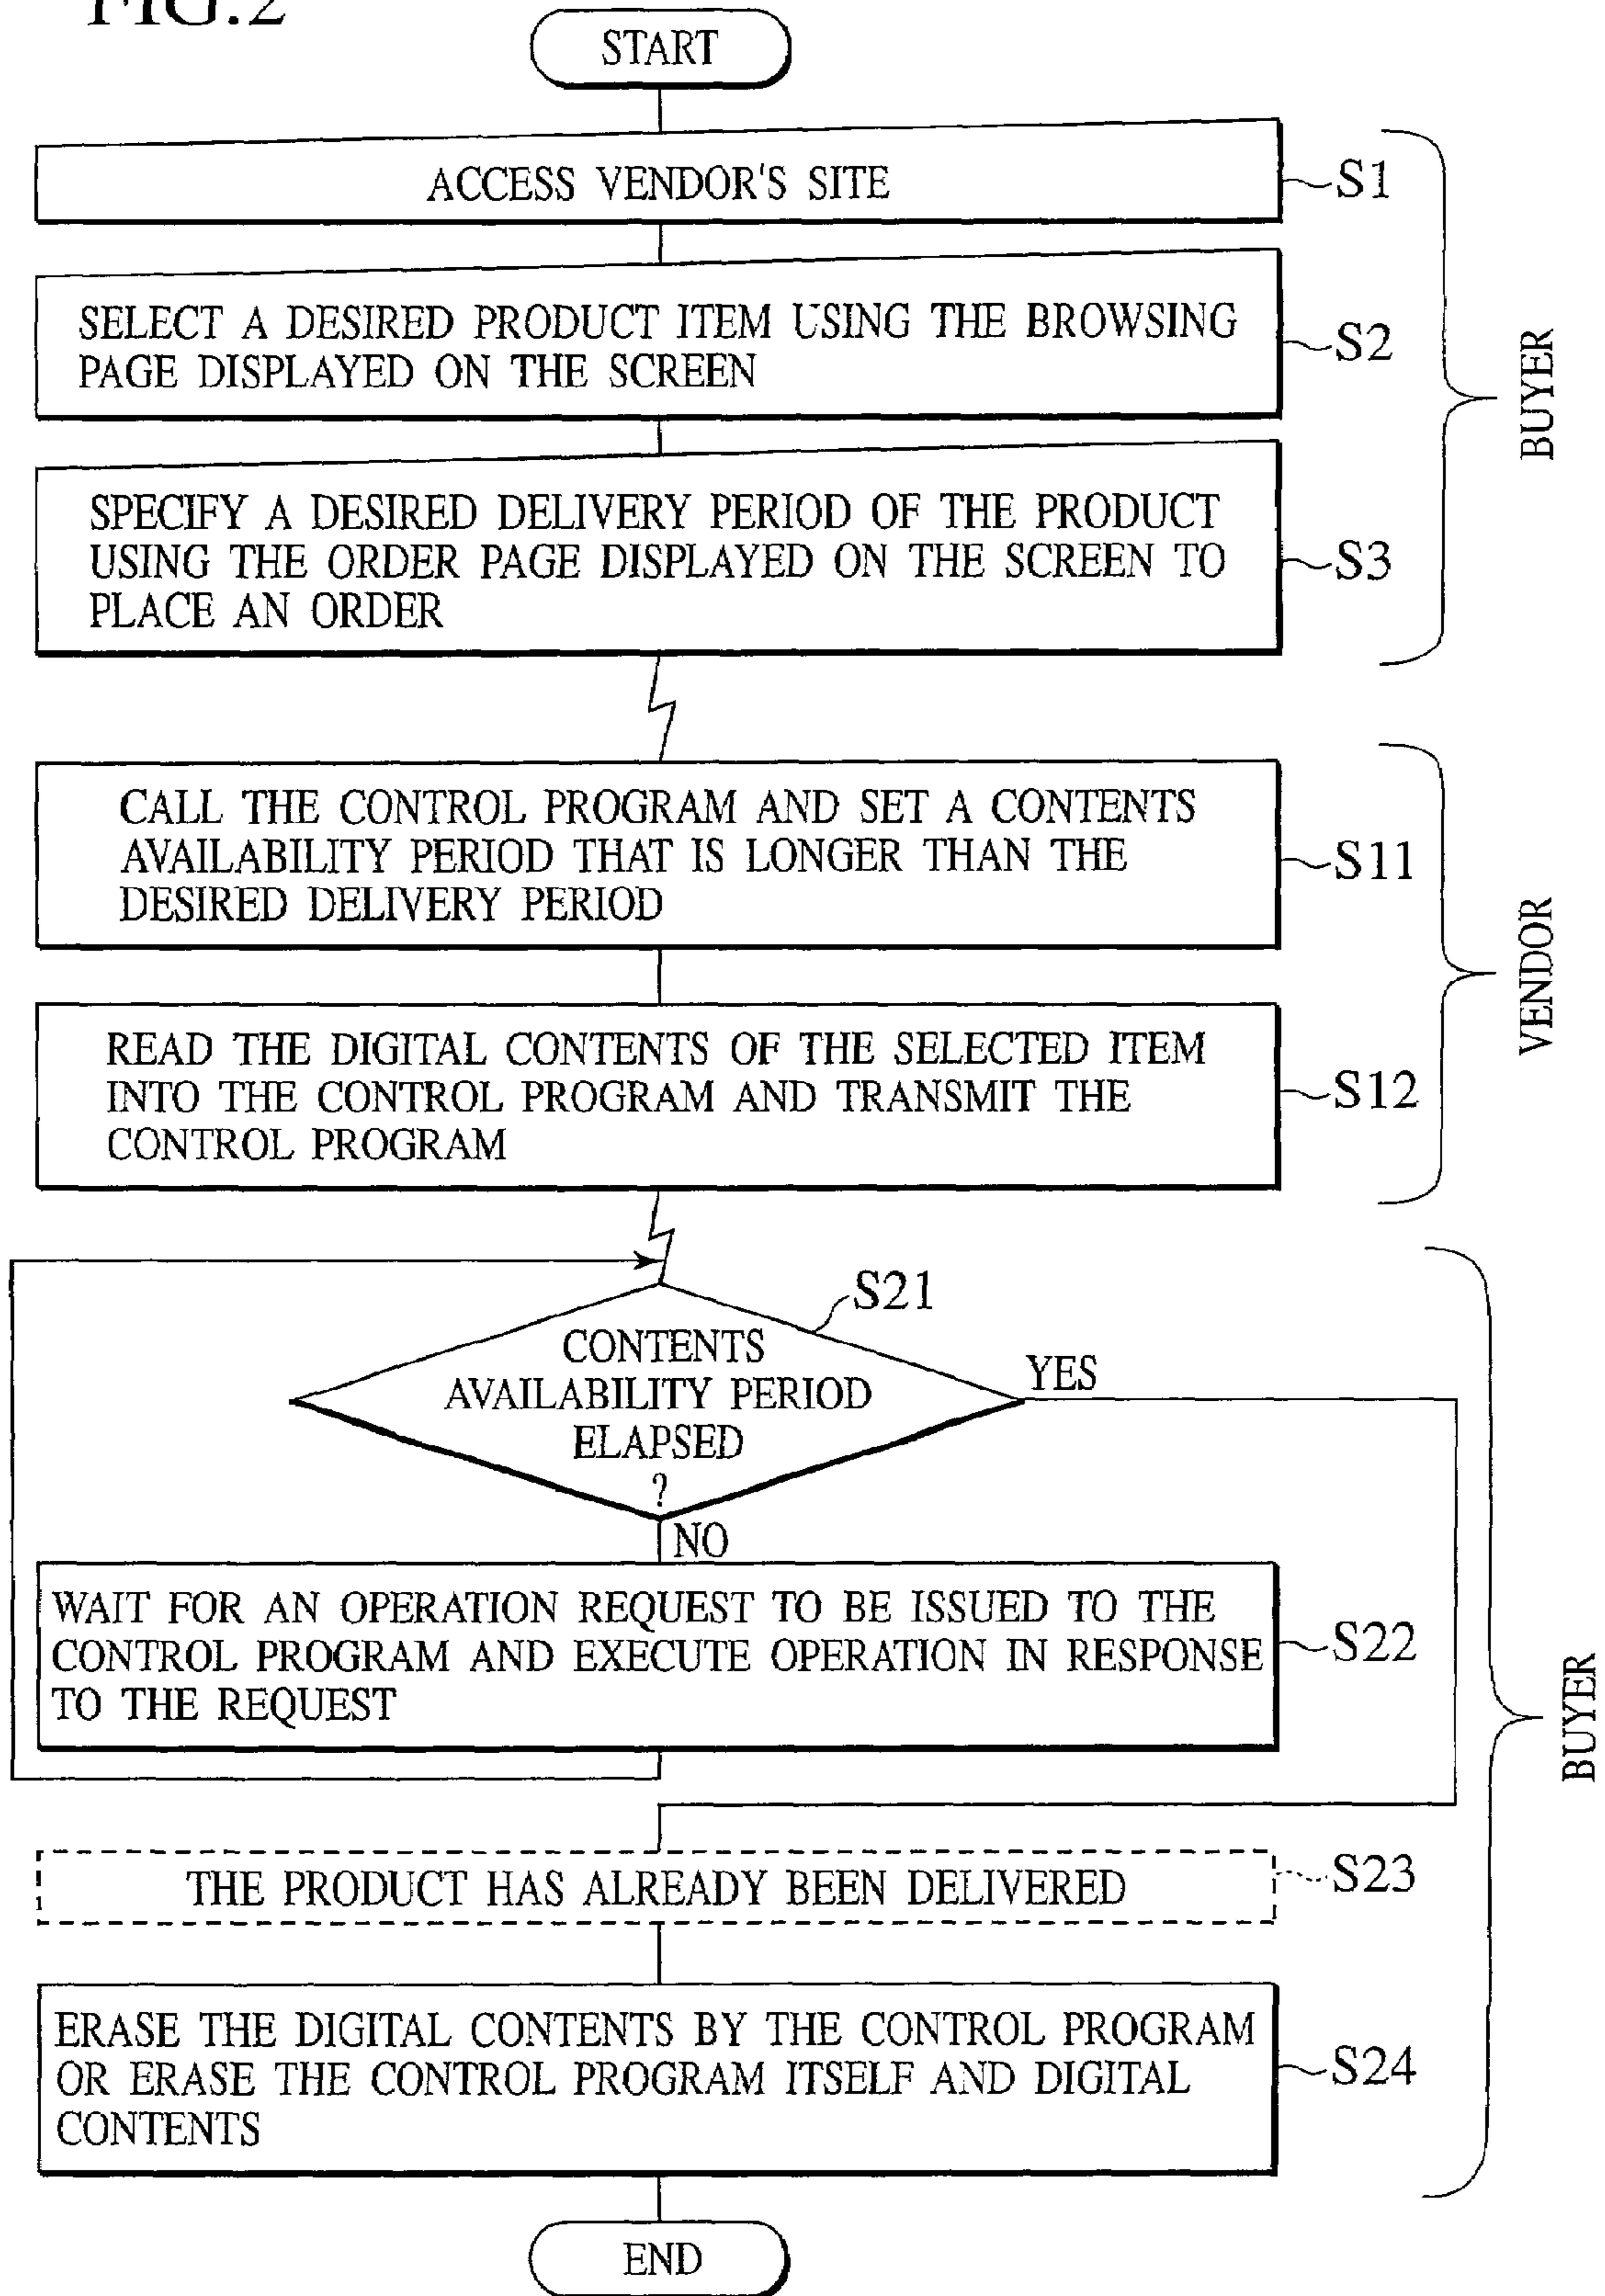 FIG.2
START
ACCESS VENDOR'S SITE
S1
SELECT A DESIRED PRODUCT ITEM USING THE BROWSING
PAGE DISPLAYED ON THE SCREEN
S2
SPECIFY A DESIRED DELIVERY PERIOD OF THE PRODUCT
USING THE ORDER PAGE DISPLAYED ON THE SCREEN TO
PLACE AN ORDER
S3
BUYER
CALL THE CONTROL PROGRAM AND SET A CONTENTS
AVAILABILITY PERIOD THAT IS LONGER THAN THE
DESIRED DELIVERY PERIOD
S11
READ THE DIGITAL CONTENTS OF THE SELECTED ITEM
INTO THE CONTROL PROGRAM AND TRANSMIT THE
CONTROL PROGRAM
S12
VENDOR
S21
CONTENTS
AVAILABILITY PERIOD
ELAPSED
?
YES
NO
WAIT FOR AN OPERATION REQUEST TO BE ISSUED TO THE
CONTROL PROGRAM AND EXECUTE OPERATION IN RESPONSE
TO THE REQUEST
S22
THE PRODUCT HAS ALREADY BEEN DELIVERED
S23
ERASE THE DIGITAL CONTENTS BY THE CONTROL PROGRAM
OR ERASE THE CONTROL PROGRAM ITSELF AND DIGITAL
CONTENTS
S24
BUYER
END